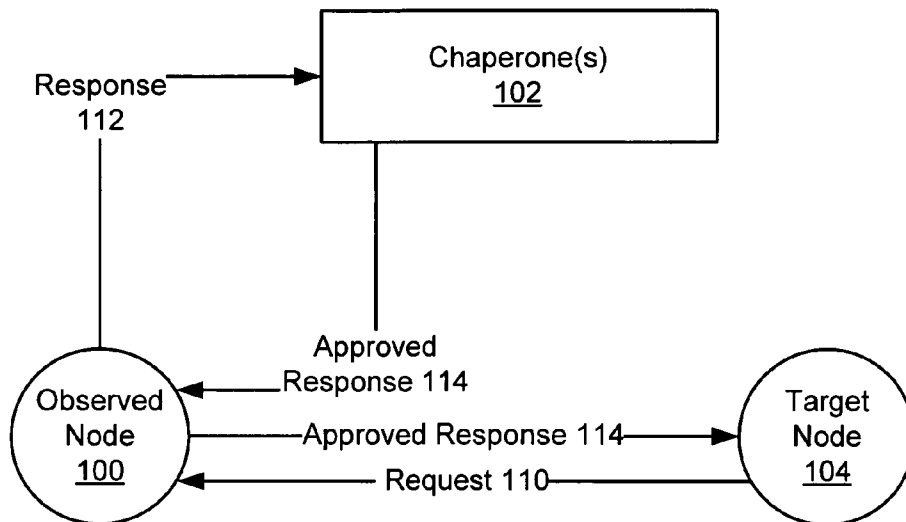 Chaperone(s)
102
Response
112
Approved
Response 114
Observed
Node
100
Approved Response 114
Request 110
Target
Node
104